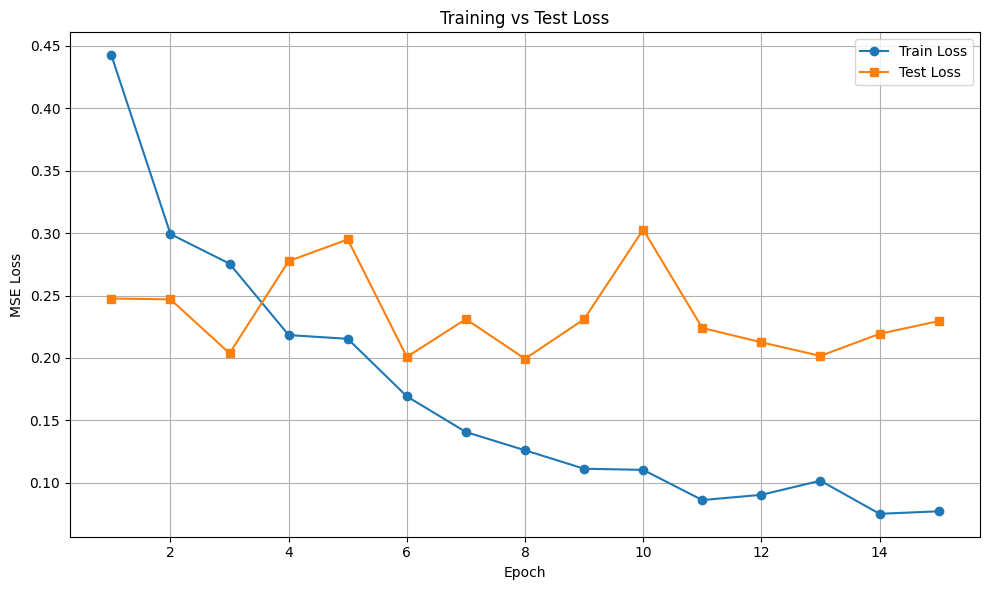 Training vs Test Loss
Train Loss
Test Loss
0.45
0.40
0.35
0.30
0.25
0.20
0.15
0.10
MSE Loss
2 4 6 8 10 12 14
Epoch